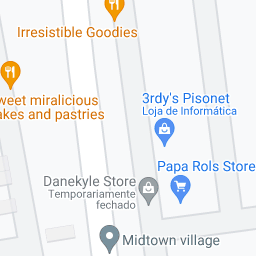 Irresistible Goodies
weet miralicious
akes and pastries
3rdy's Pisonet
Loja de Informática
Papa Rols Store
Danekyle Store
Temporariamente
fechado
Midtown village